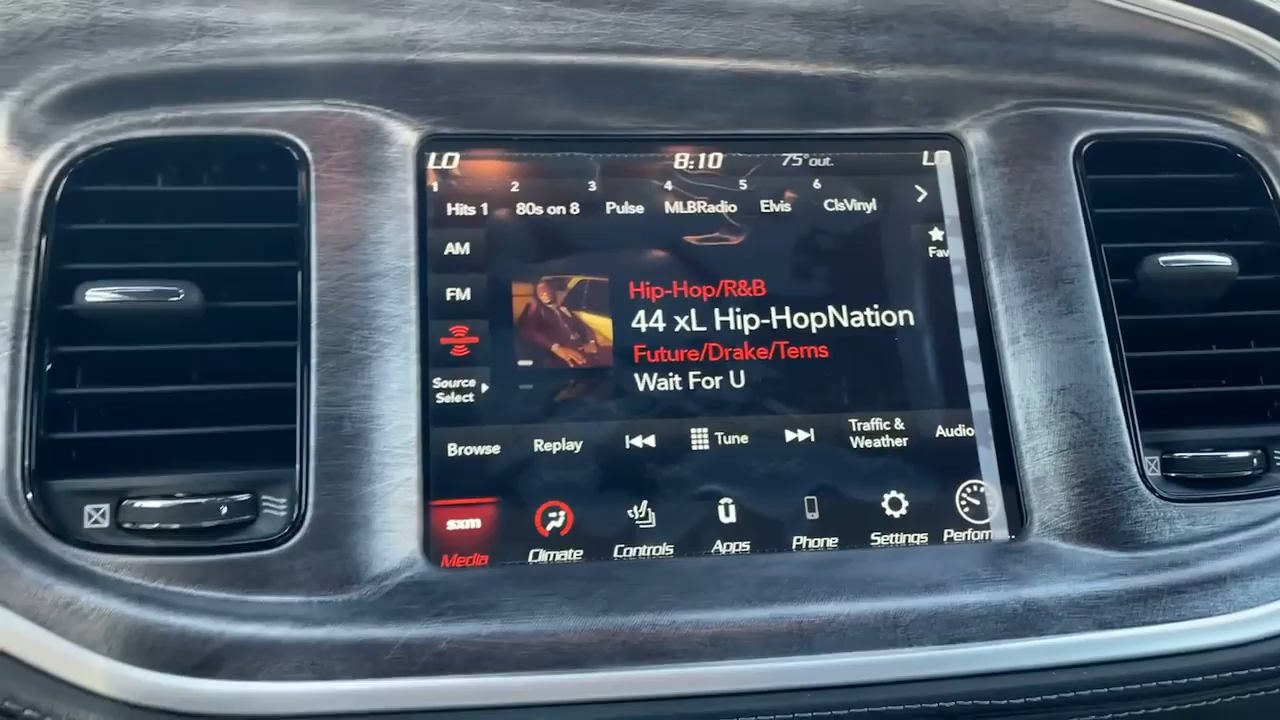 LO 8:10 75°out. LO
1 2 3 4 5 6
Hits 1 80s on 8 Pulse MLBRadio Elvis ClsVinyl
AM
Fav
FM
Hip-Hop/R&B
44 xL Hip-HopNation
Future/Drake/Tems
Wait For U
Source
Select
Browse Replay Tune Traffic &
Weather Audio
sxm
Media Climate Controls Apps Phone Settings Perform...
u